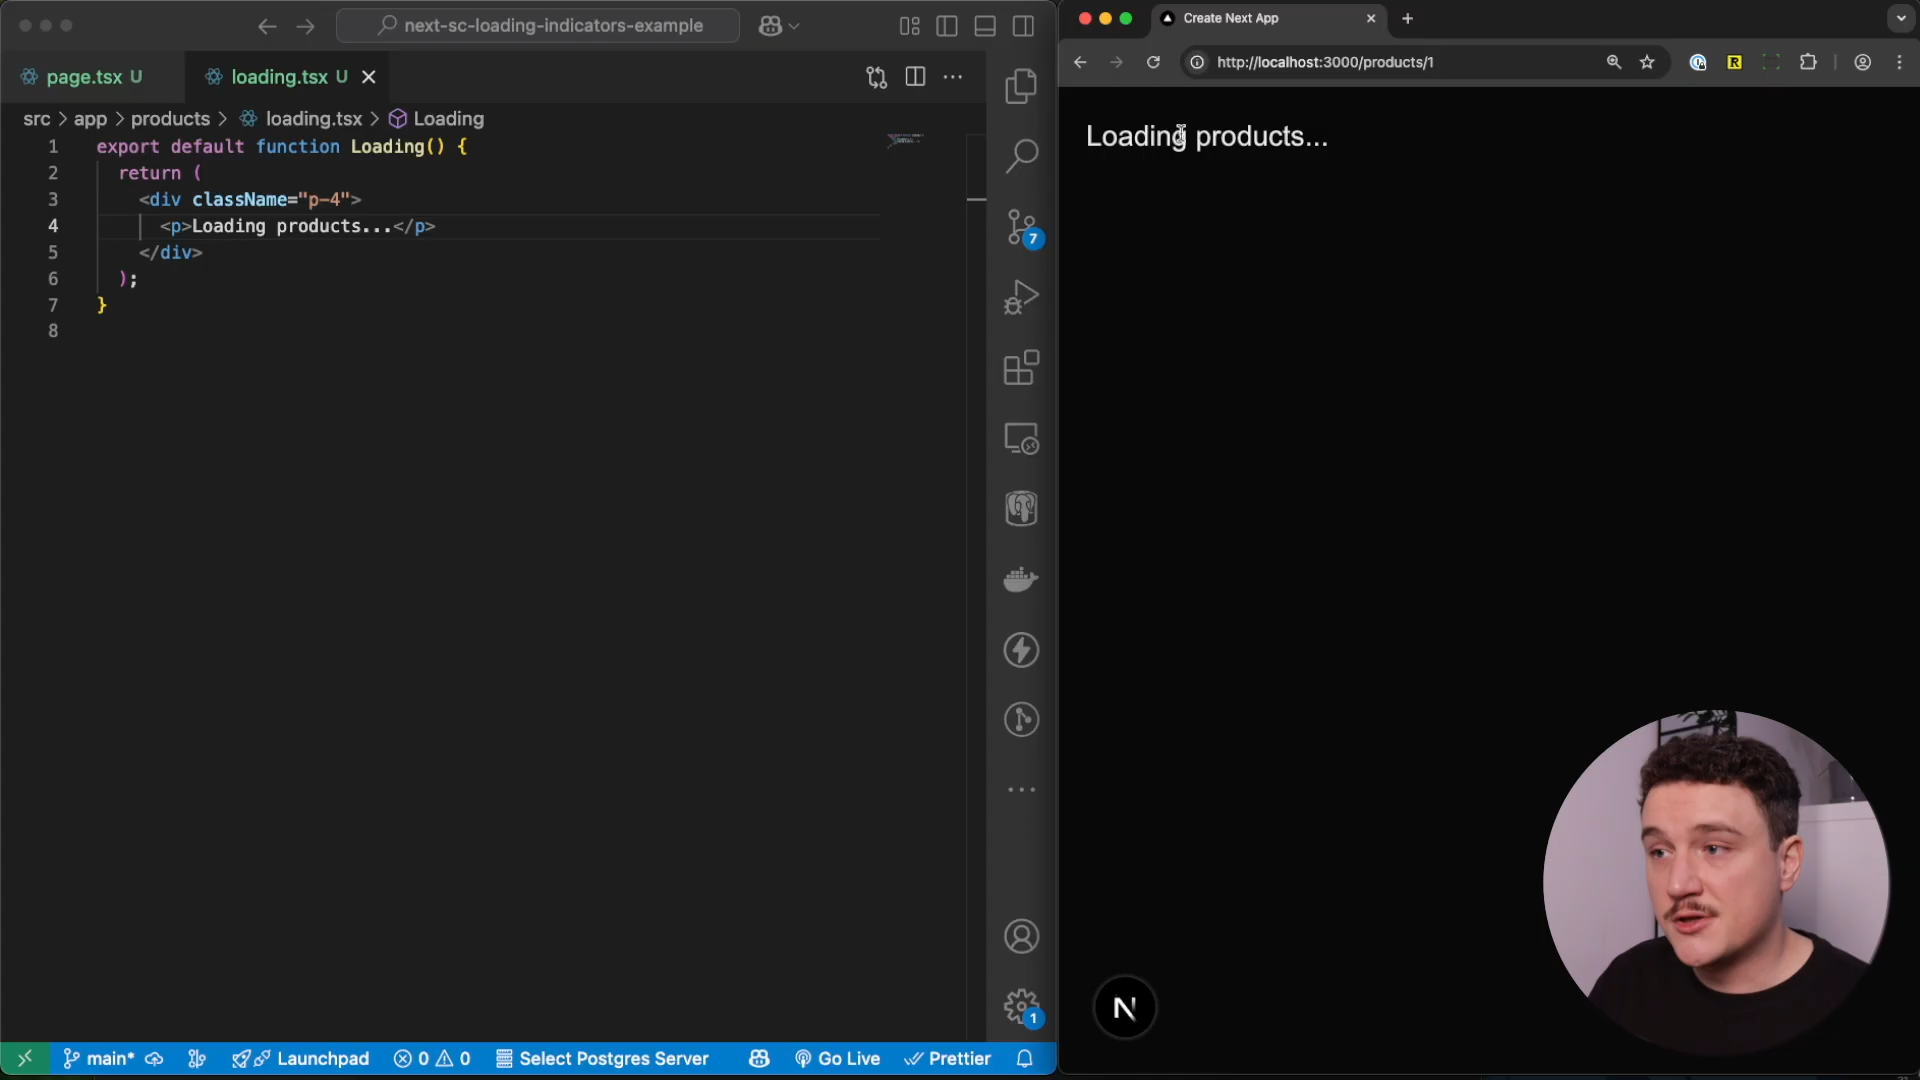 next-sc-loading-indicators-example
page.tsx U
loading.tsx U
src > app > products > loading.tsx > Loading
1 export default function Loading() {
2 return (
3 <div className="p-4">
4 <p>Loading products...</p>
5 </div>
6 );
7 }
8
7
1
main*
Launchpad
0 0
Select Postgres Server
Go Live
Prettier
Create Next App
http://localhost:3000/products/1
R
Loading products...
N